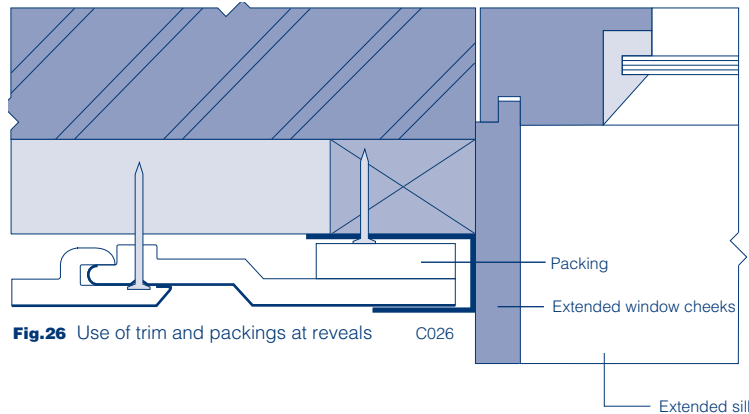 Packing
Extended window cheeks
Fig.26 Use of trim and packings at reveals C026
Extended sill